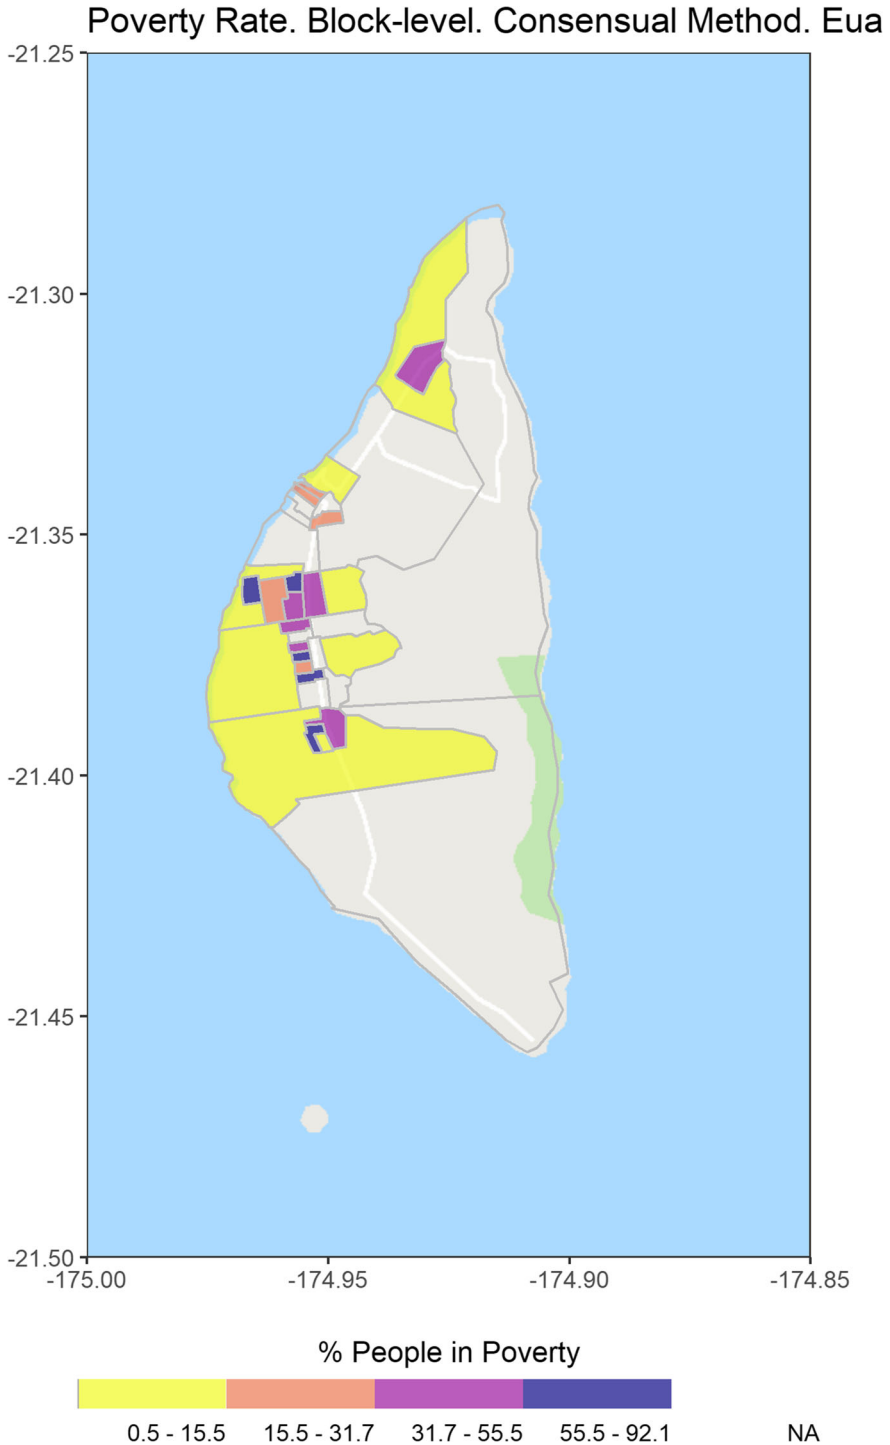 Poverty Rate. Block-level. Consensual Method. Eua
-21.25
-21.30
-21.35
-21.40
-21.45
-21.50
-175.00 -174.95 -174.90 -174.85
% People in Poverty
0.5 - 15.5 15.5 - 31.7 31.7 - 55.5 55.5 - 92.1 NA